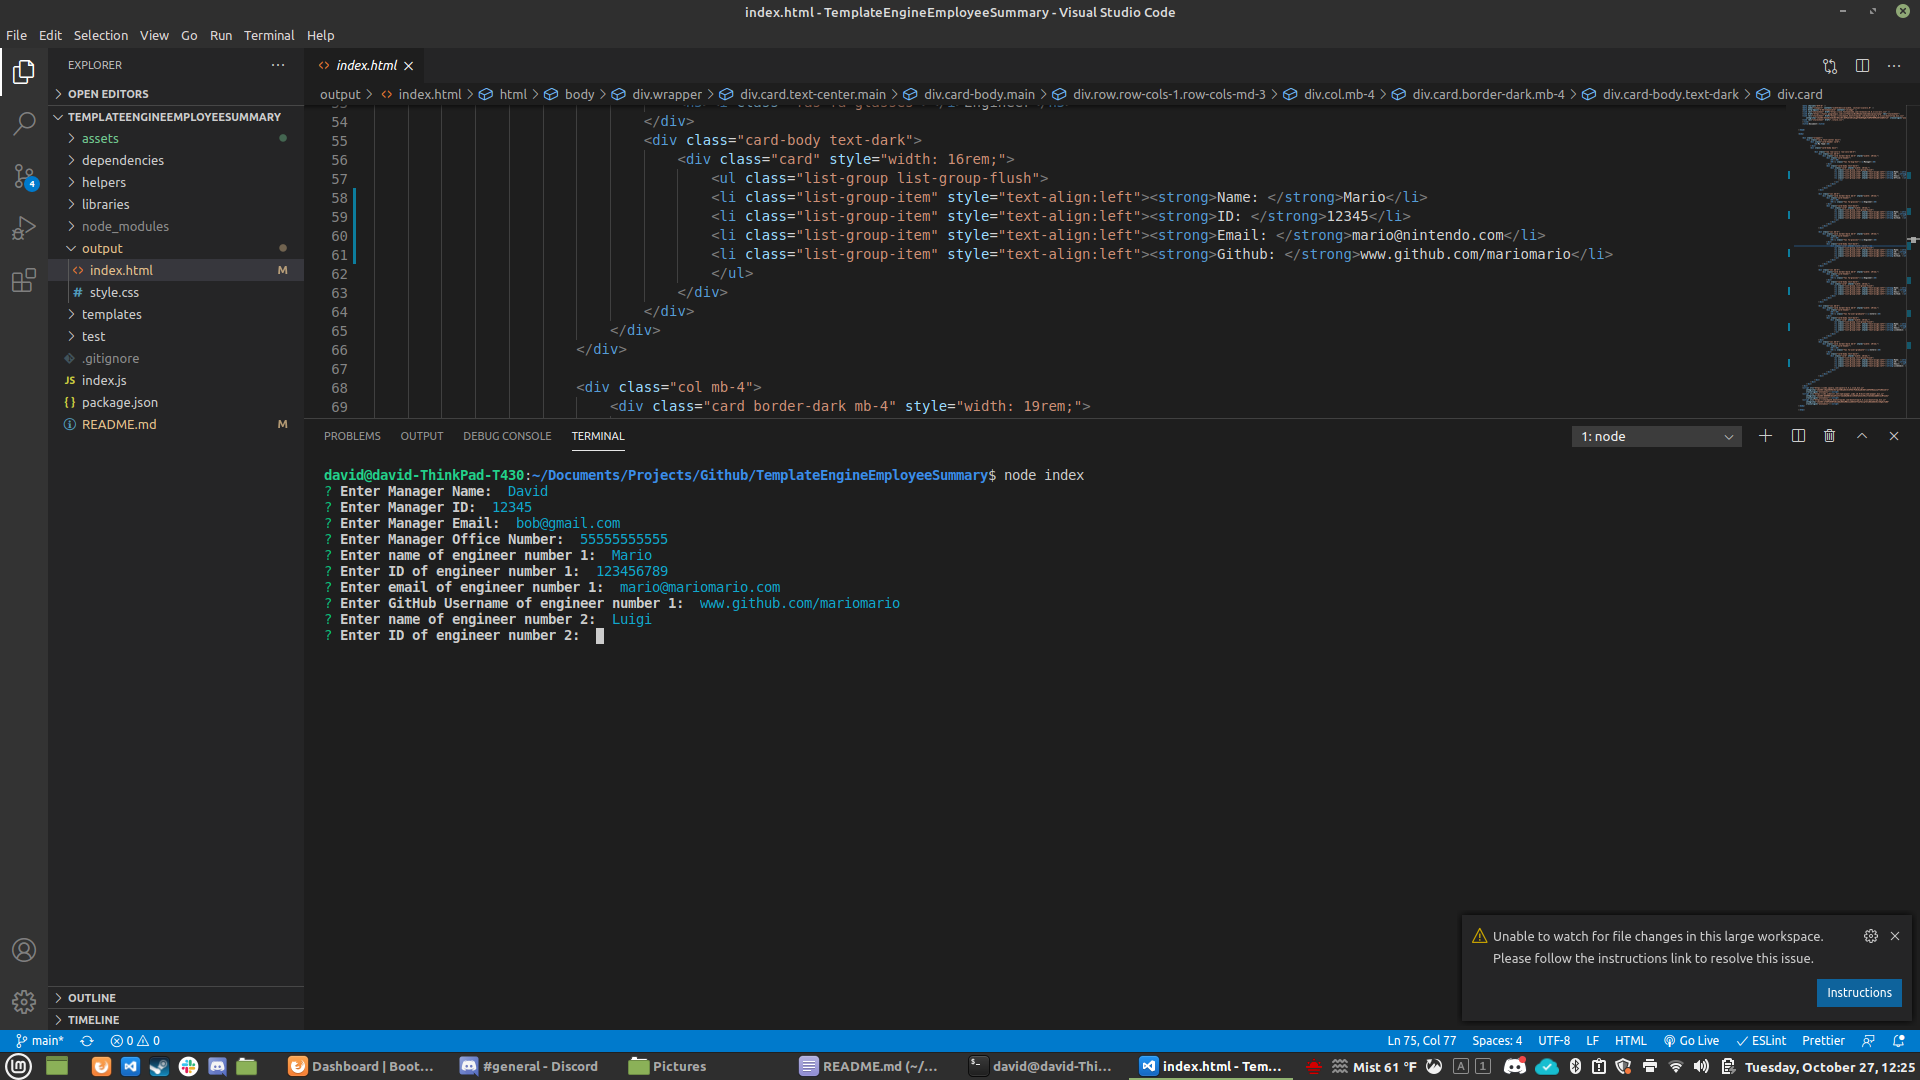 index.html - TemplateEngineEmployeeSummary - Visual Studio Code
File Edit Selection View Go Run Terminal Help
EXPLORER
OPEN EDITORS
TEMPLATEENGINEEMPLOYEESUMMARY
assets
dependencies
helpers
libraries
node_modules
output
index.html M
style.css
templates
test
.gitignore
JS index.js
{} package.json
README.md M
OUTLINE
TIMELINE
index.html
output > index.html > html > body > div.wrapper > div.card.text-center.main > div.card-body.main > div.row.row-cols-1.row-cols-md-3 > div.col.mb-4 > div.card.border-dark.mb-4 > div.card-body.text-dark > div.card
54 </div>
55 <div class="card-body text-dark">
56 <div class="card" style="width: 16rem;">
57 <ul class="list-group list-group-flush">
58 <li class="list-group-item" style="text-align:left"><strong>Name: </strong>Mario</li>
59 <li class="list-group-item" style="text-align:left"><strong>ID: </strong>12345</li>
60 <li class="list-group-item" style="text-align:left"><strong>Email: </strong>mario@nintendo.com</li>
61 <li class="list-group-item" style="text-align:left"><strong>Github: </strong>www.github.com/mariomario</li>
62 </ul>
63 </div>
64 </div>
65 </div>
66 </div>
67
68 <div class="col mb-4">
69 <div class="card border-dark mb-4" style="width: 19rem;">
PROBLEMS OUTPUT DEBUG CONSOLE TERMINAL
1: node
david@david-ThinkPad-T430:~/Documents/Projects/Github/TemplateEngineEmployeeSummary$ node index
? Enter Manager Name: David
? Enter Manager ID: 12345
? Enter Manager Email: bob@gmail.com
? Enter Manager Office Number: 55555555555
? Enter name of engineer number 1: Mario
? Enter ID of engineer number 1: 123456789
? Enter email of engineer number 1: mario@mariomario.com
? Enter GitHub Username of engineer number 1: www.github.com/mariomario
? Enter name of engineer number 2: Luigi
? Enter ID of engineer number 2:
Unable to watch for file changes in this large workspace.
Please follow the instructions link to resolve this issue.
Instructions
main* 0 0
Ln 75, Col 77 Spaces: 4 UTF-8 LF HTML Go Live ESLint Prettier
Dashboard | Boot... #general - Discord Pictures README.md (~/... david@david-Thi... index.html - Tem... Mist 61 °F A 1 Tuesday, October 27, 12:25